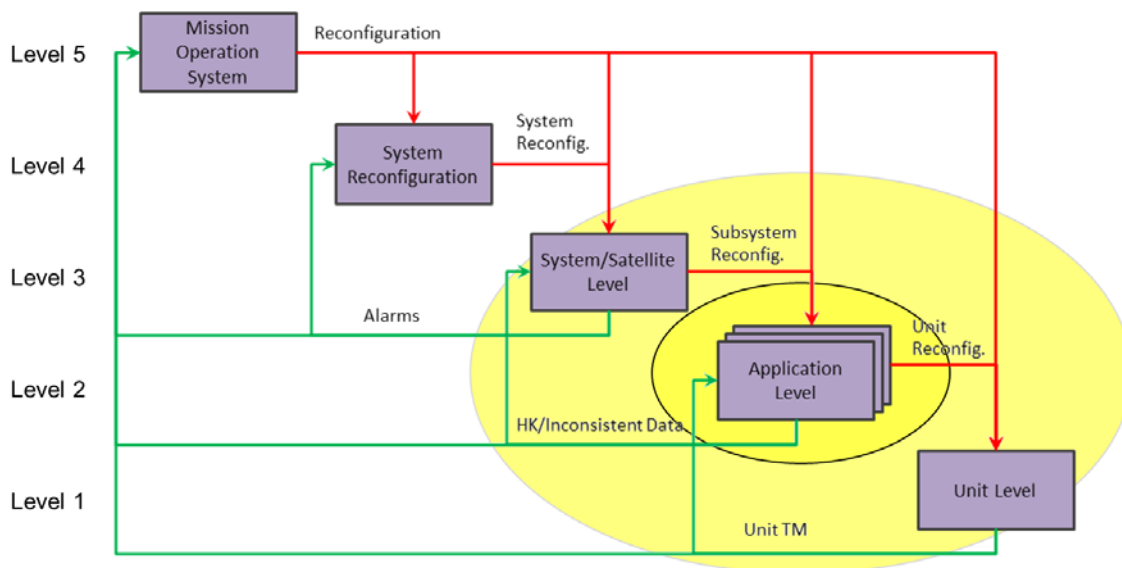 Level 5
Mission
Operation
System
Reconfiguration
Level 4
System
Reconfiguration
System
Reconfig.
Level 3
System/Satellite
Level
Subsystem
Reconfig.
Alarms
Level 2
Application
Level
Unit
Reconfig.
HK/Inconsistent Data
Level 1
Unit Level
Unit TM